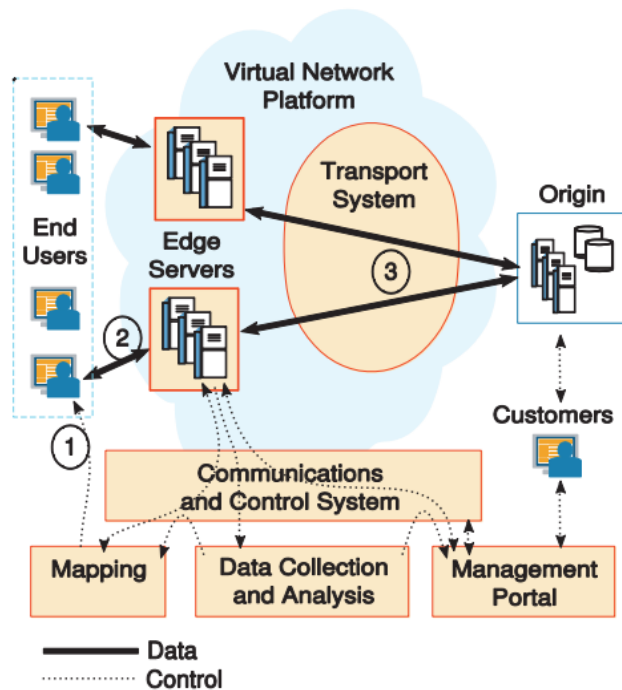 Virtual Network
Platform
Transport
System
Origin
End
Users
Edge
Servers
3
2
1
Customers
Communications
and Control System
Mapping
Data Collection
and Analysis
Management
Portal
Data
Control